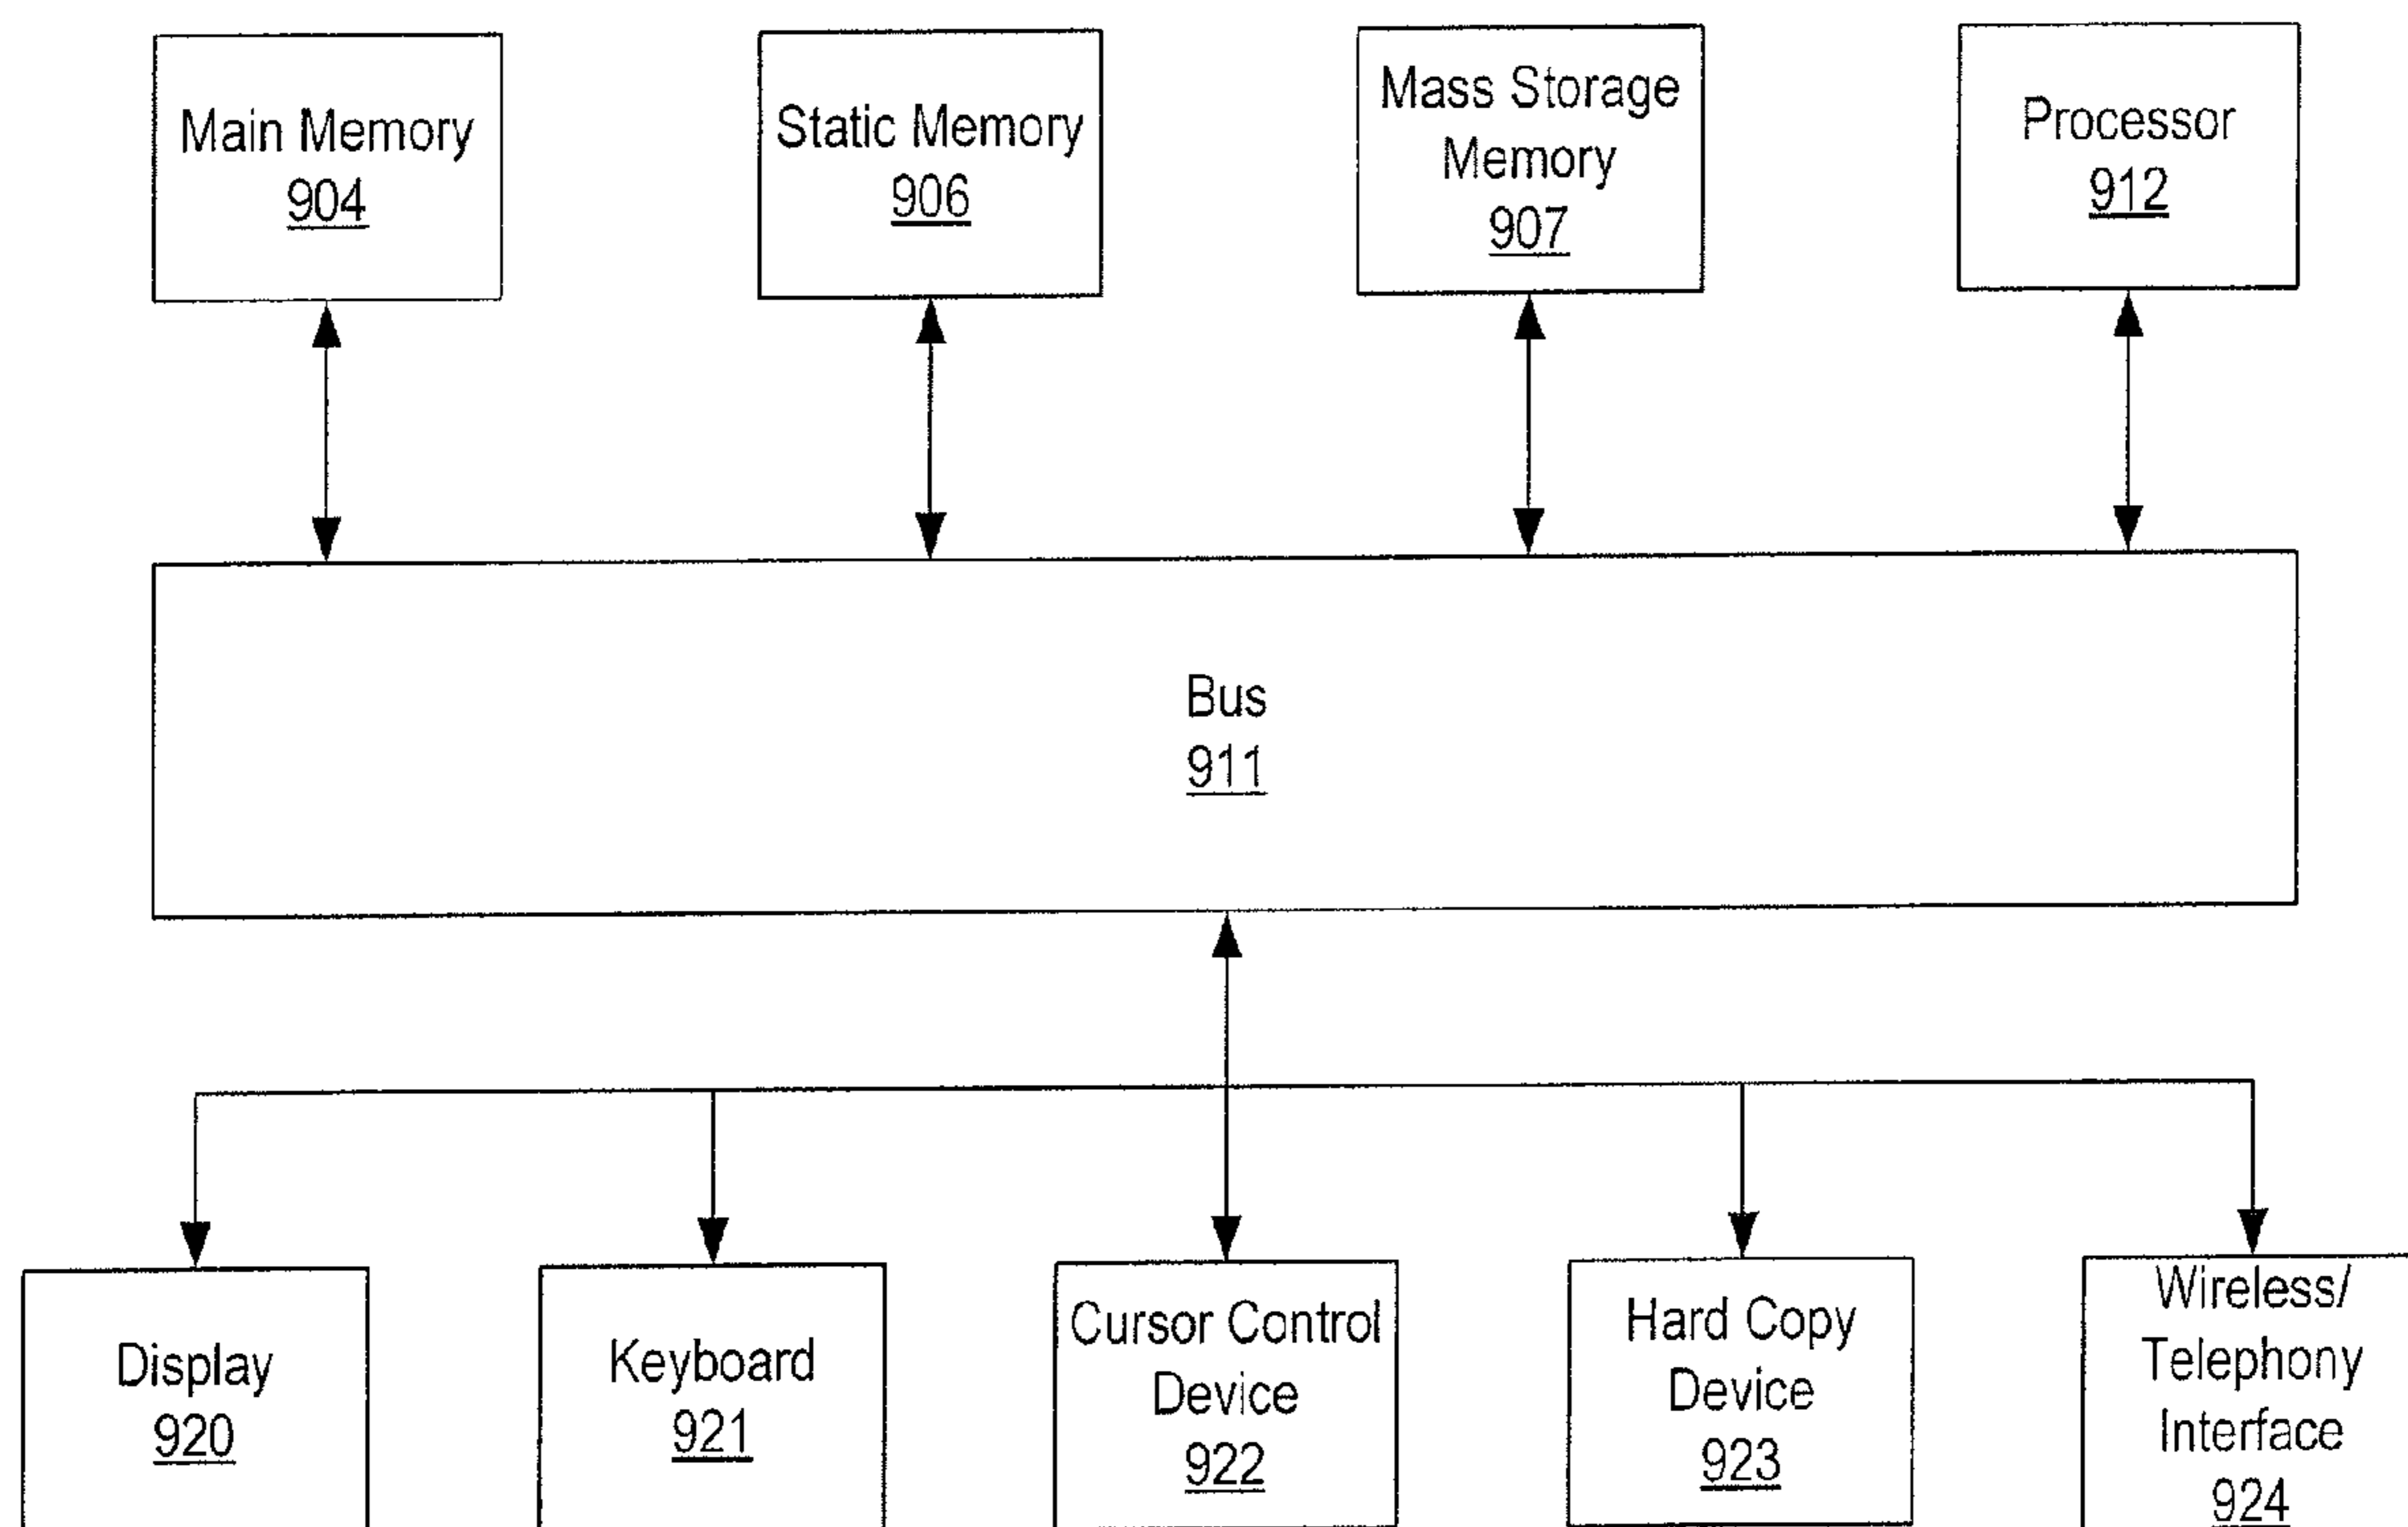 Main Memory
904
Static Memory
906
Mass Storage
Memory
907
Processor
912
Bus
911
Display
920
Keyboard
921
Cursor Control
Device
922
Hard Copy
Device
923
Wireless/
Telephony
Interface
924